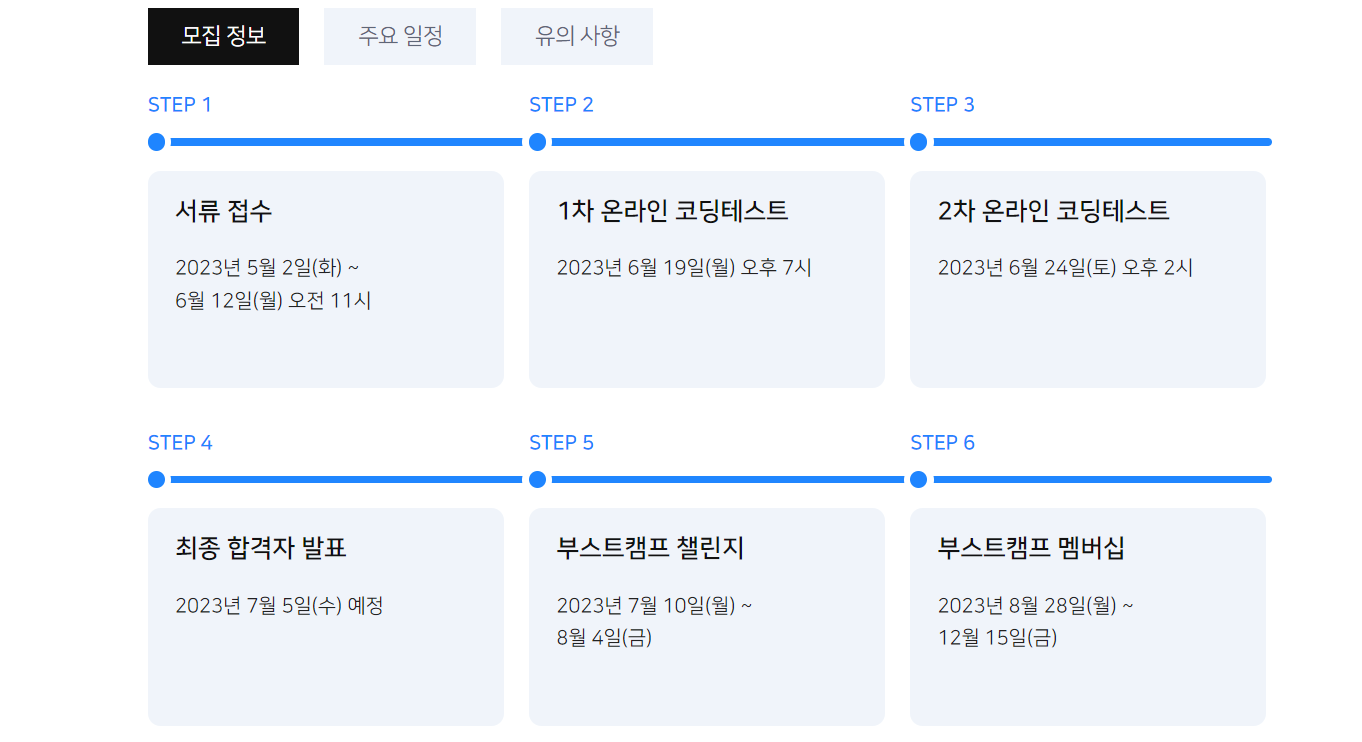 모집 정보
주요 일정
유의 사항
STEP 1
STEP 2
STEP 3
서류 접수
2023년 5월 2일(화) ~
6월 12일(월) 오전 11시
1차 온라인 코딩테스트
2023년 6월 19일(월) 오후 7시
2차 온라인 코딩테스트
2023년 6월 24일(토) 오후 2시
STEP 4
STEP 5
STEP 6
최종 합격자 발표
2023년 7월 5일(수) 예정
부스트캠프 챌린지
2023년 7월 10일(월) ~
8월 4일(금)
부스트캠프 멤버십
2023년 8월 28일(월) ~
12월 15일(금)